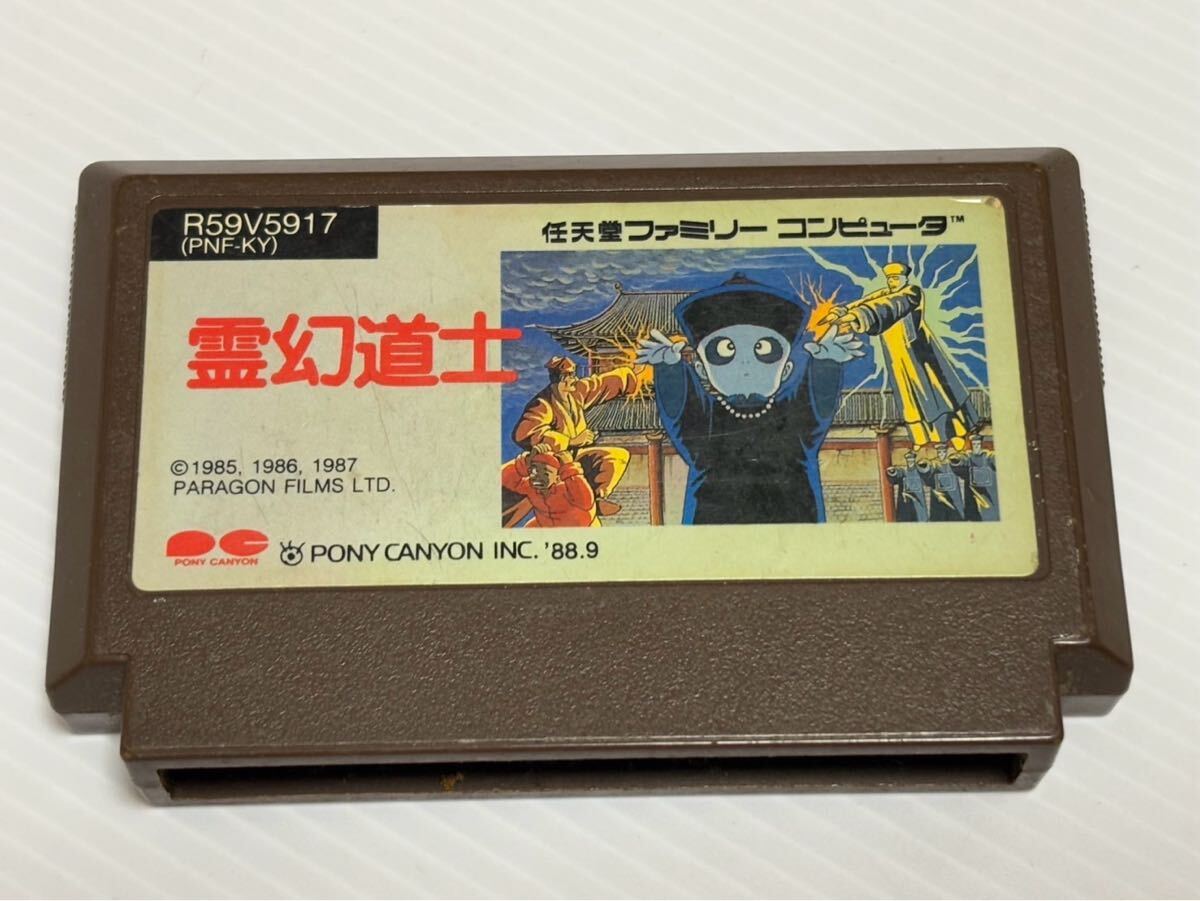 R59V5917
(PNF-KY)
任天堂 ファミリー コンピュータ™
霊幻道士
©1985, 1986, 1987
PARAGON FILMS LTD.
PONY CANYON
PONY CANYON INC. '88.9